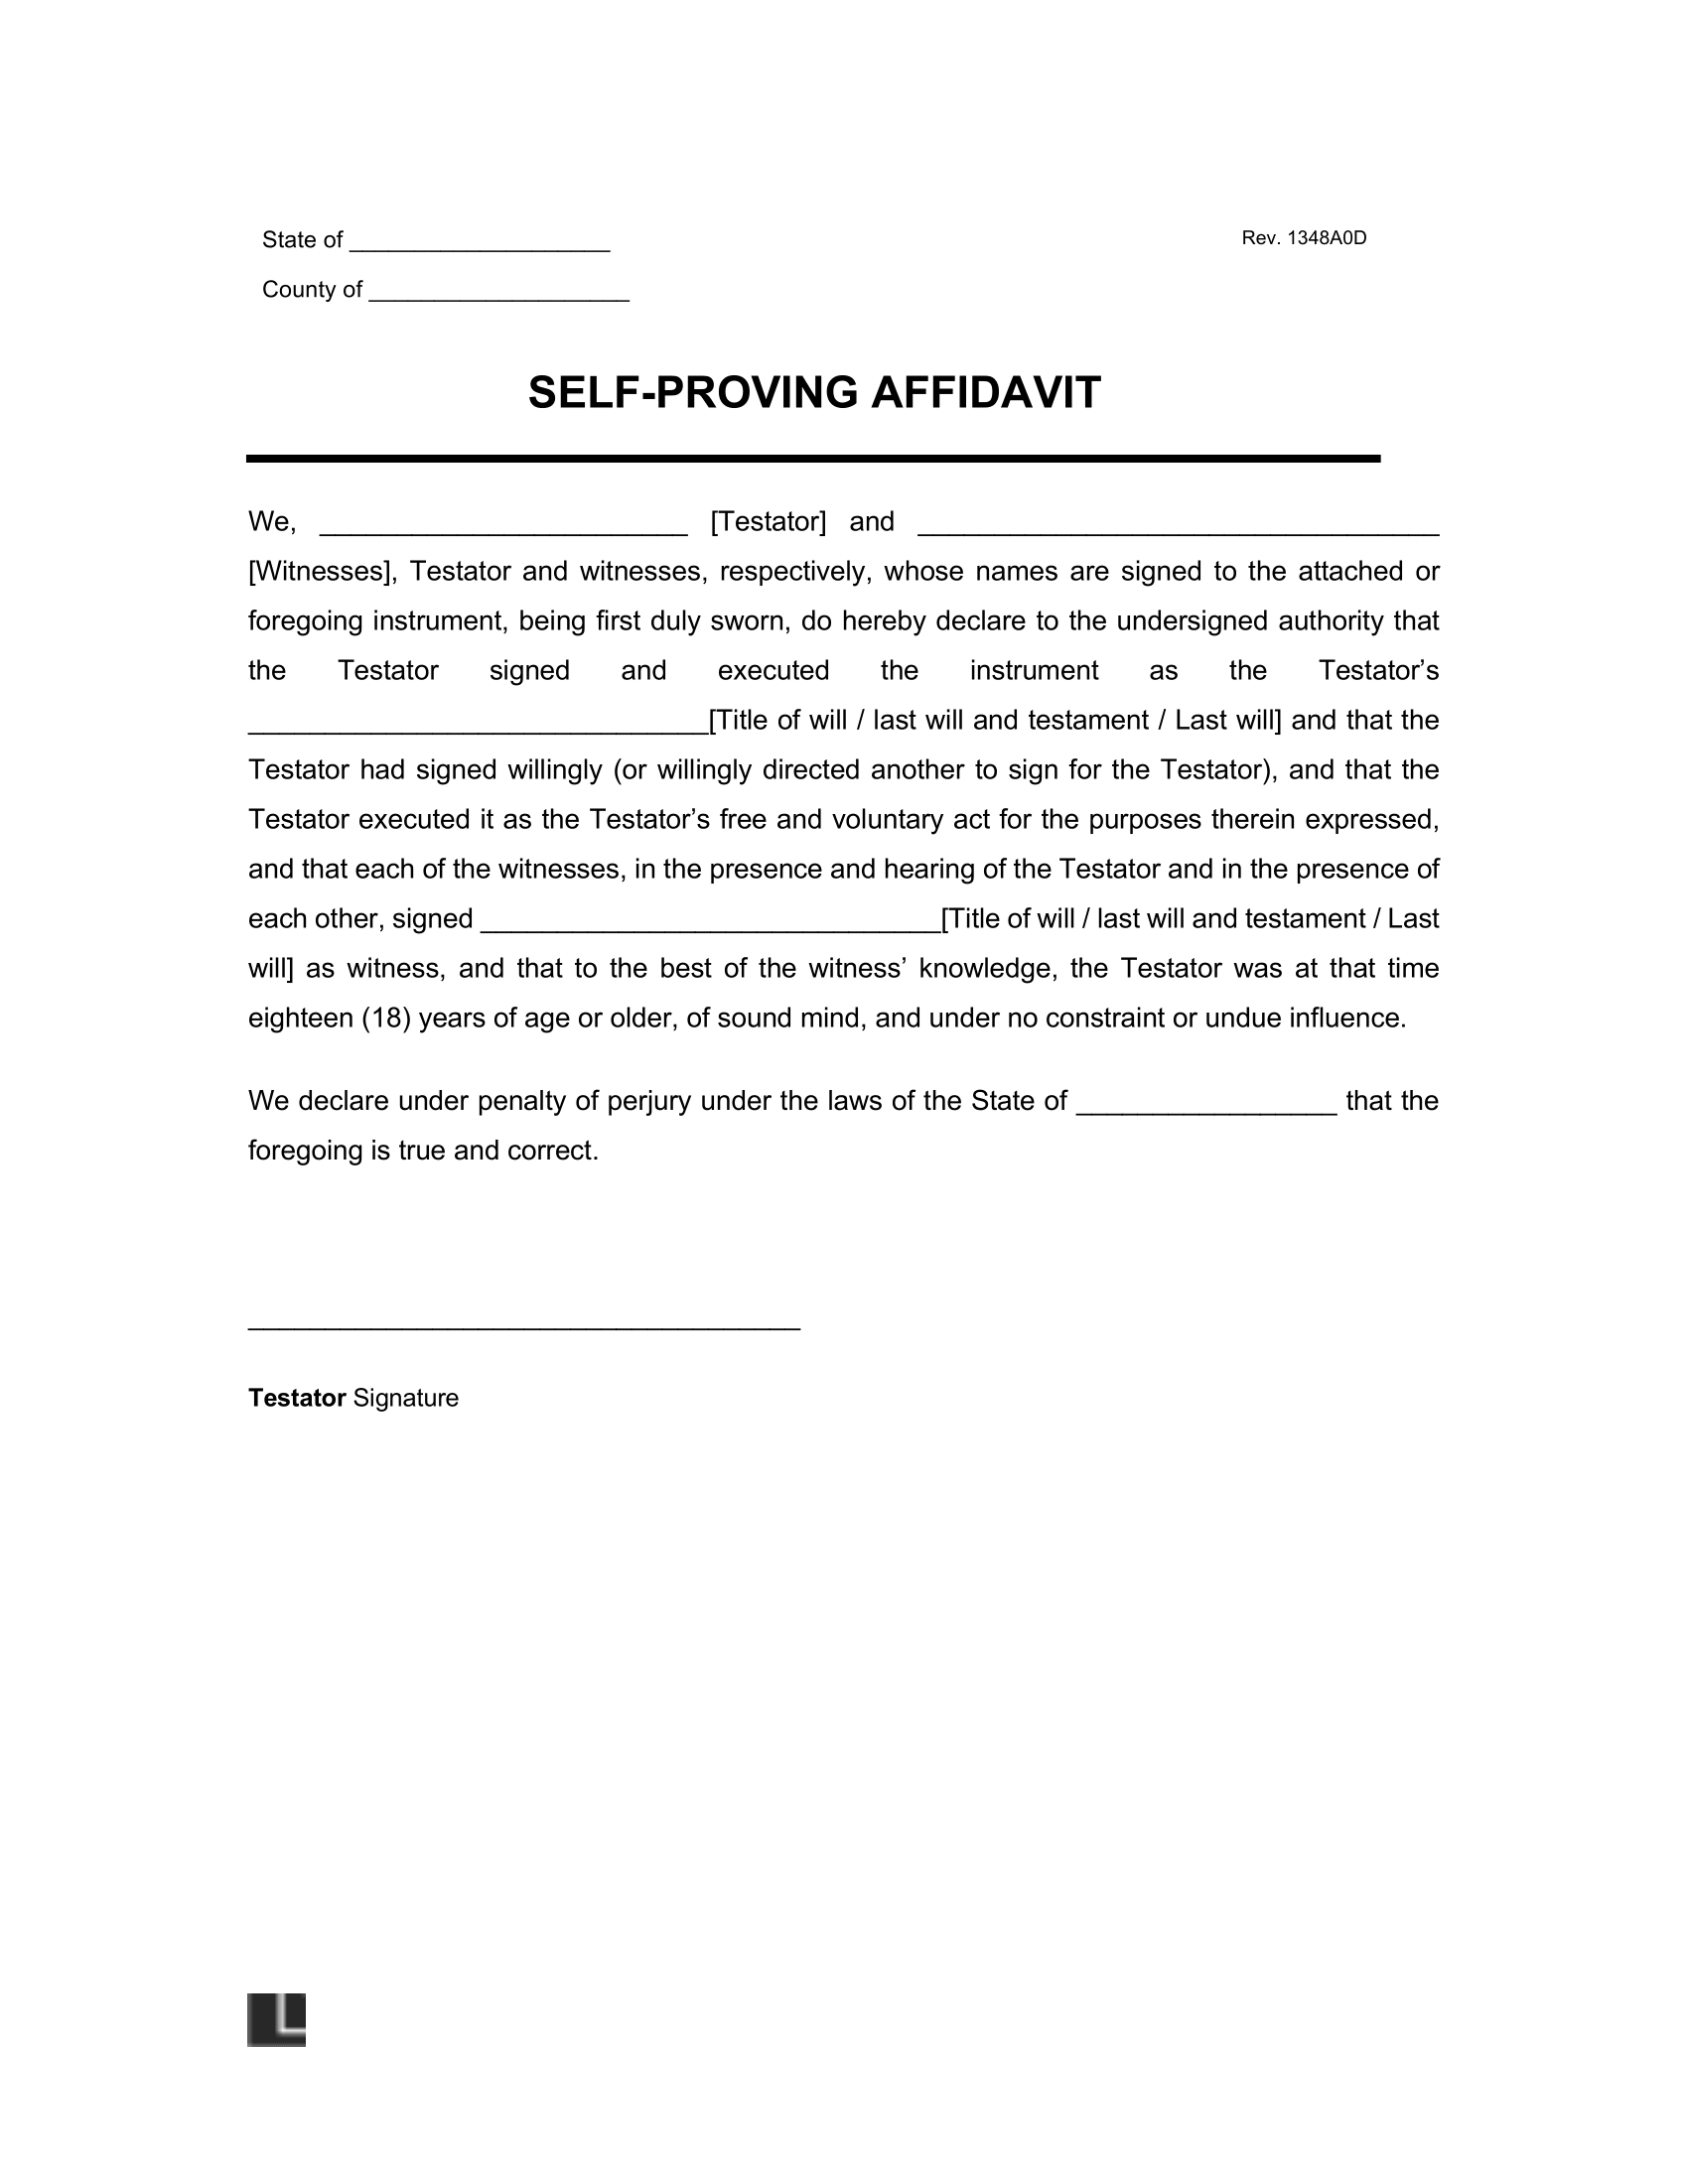 State of ____________________
Rev. 1348A0D
County of ____________________
SELF-PROVING AFFIDAVIT
We, ________________________ [Testator] and __________________________________
[Witnesses], Testator and witnesses, respectively, whose names are signed to the attached or
foregoing instrument, being first duly sworn, do hereby declare to the undersigned authority that
the Testator signed and executed the instrument as the Testator’s
______________________________[Title of will / last will and testament / Last will] and that the
Testator had signed willingly (or willingly directed another to sign for the Testator), and that the
Testator executed it as the Testator’s free and voluntary act for the purposes therein expressed,
and that each of the witnesses, in the presence and hearing of the Testator and in the presence of
each other, signed ______________________________[Title of will / last will and testament / Last
will] as witness, and that to the best of the witness’ knowledge, the Testator was at that time
eighteen (18) years of age or older, of sound mind, and under no constraint or undue influence.
We declare under penalty of perjury under the laws of the State of _________________ that the
foregoing is true and correct.
____________________________________
Testator Signature